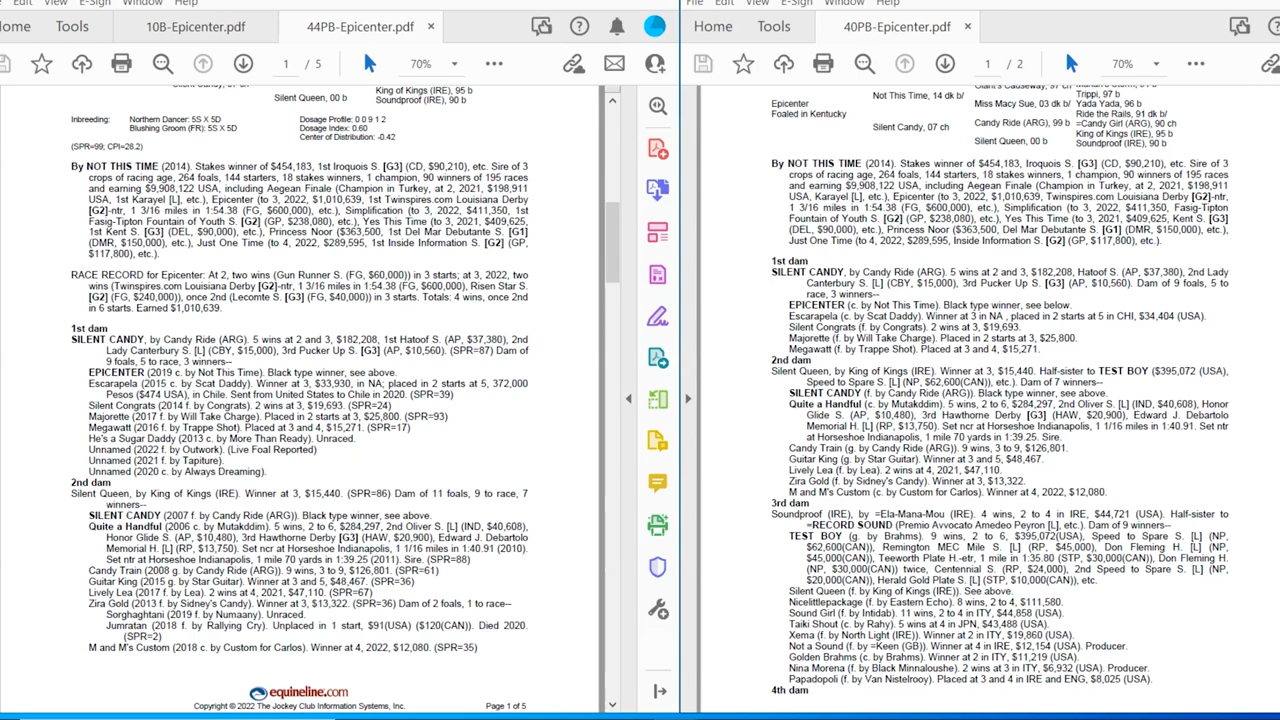 Edit View E-Sign Window Help
Home Tools 10B-Epicenter.pdf 44PB-Epicenter.pdf ×
1 / 5 70%
King of Kings (IRE), 95 b
Silent Queen, 00 b
Soundproof (IRE), 90 b
Inbreeding: Northern Dancer: 5S X 5D
Blushing Groom (FR): 5S X 5D
Dosage Profile: 0 0 9 1 2
Dosage Index: 0.60
Center of Distribution: -0.42
(SPR=99; CPI=28.2)
By NOT THIS TIME (2014). Stakes winner of $454,183, 1st Iroquois S. [G3] (CD, $90,210), etc. Sire of 3
crops of racing age, 264 foals, 144 starters, 18 stakes winners, 1 champion, 90 winners of 195 races
and earning $9,908,122 USA, including Aegean Finale (Champion in Turkey, at 2, 2021, $198,911
USA, 1st Karayel [L], etc.), Epicenter (to 3, 2022, $1,010,639, 1st Twinspires.com Louisiana Derby
[G2]-ntr, 1 3/16 miles in 1:54.38 (FG, $600,000), etc.), Simplification (to 3, 2022, $411,350, 1st
Fasig-Tipton Fountain of Youth S. [G2] (GP, $238,080), etc.), Yes This Time (to 3, 2021, $409,625,
1st Kent S. [G3] (DEL, $90,000), etc.), Princess Noor ($363,500, 1st Del Mar Debutante S. [G1]
(DMR, $150,000), etc.), Just One Time (to 4, 2022, $289,595, 1st Inside Information S. [G2] (GP,
$117,800), etc.).
RACE RECORD for Epicenter: At 2, two wins (Gun Runner S. (FG, $60,000)) in 3 starts; at 3, 2022, two
wins (Twinspires.com Louisiana Derby [G2]-ntr, 1 3/16 miles in 1:54.38 (FG, $600,000), Risen Star S.
[G2] (FG, $240,000)), once 2nd (Lecomte S. [G3] (FG, $40,000)) in 3 starts. Totals: 4 wins, once 2nd
in 6 starts. Earned $1,010,639.
1st dam
SILENT CANDY, by Candy Ride (ARG). 5 wins at 2 and 3, $182,208, 1st Hatoof S. (AP, $37,380), 2nd
Lady Canterbury S. [L] (CBY, $15,000), 3rd Pucker Up S. [G3] (AP, $10,560). (SPR=87) Dam of
9 foals, 5 to race, 3 winners--
EPICENTER (2019 c. by Not This Time). Black type winner, see above.
Escarapela (2015 c. by Scat Daddy). Winner at 3, $33,930, in NA; placed in 2 starts at 5, 372,000
Pesos ($474 USA), in Chile. Sent from United States to Chile in 2020. (SPR=39)
Silent Congrats (2014 f. by Congrats). 2 wins at 3, $19,693. (SPR=24)
Majorette (2017 f. by Will Take Charge). Placed in 2 starts at 3, $25,800. (SPR=93)
Megawatt (2016 f. by Trappe Shot). Placed at 3 and 4, $15,271. (SPR=17)
He's a Sugar Daddy (2013 c. by More Than Ready). Unraced.
Unnamed (2022 f. by Outwork). (Live Foal Reported)
Unnamed (2021 f. by Tapiture).
Unnamed (2020 c. by Always Dreaming).
2nd dam
Silent Queen, by King of Kings (IRE). Winner at 3, $15,440. (SPR=86) Dam of 11 foals, 9 to race, 7
winners--
SILENT CANDY (2007 f. by Candy Ride (ARG)). Black type winner, see above.
Quite a Handful (2006 c. by Mutakddim). 5 wins, 2 to 6, $284,297, 2nd Oliver S. [L] (IND, $40,608),
Honor Glide S. (AP, $10,480), 3rd Hawthorne Derby [G3] (HAW, $20,900), Edward J. Debartolo
Memorial H. [L] (RP, $13,750). Set ncr at Horseshoe Indianapolis, 1 1/16 miles in 1:40.91 (2010).
Set ntr at Horseshoe Indianapolis, 1 mile 70 yards in 1:39.25 (2011). Sire. (SPR=88)
Candy Train (2008 g. by Candy Ride (ARG)). 9 wins, 3 to 9, $126,801. (SPR=61)
Guitar King (2015 g. by Star Guitar). Winner at 3 and 5, $48,467. (SPR=36)
Lively Lea (2017 f. by Lea). 2 wins at 4, 2021, $47,110. (SPR=67)
Zira Gold (2013 f. by Sidney's Candy). Winner at 3, $13,322. (SPR=36) Dam of 2 foals, 1 to race--
Sorghaghtani (2019 f. by Numaany). Unraced.
Jumratan (2018 f. by Rallying Cry). Unplaced in 1 start, $91(USA) ($120(CAN)). Died 2020.
(SPR=2)
M and M's Custom (2018 c. by Custom for Carlos). Winner at 4, 2022, $12,080. (SPR=35)
equineline.com
Copyright © 2022 The Jockey Club Information Systems, Inc. Page 1 of 5
File Edit View E-Sign Window Help
Home Tools 40PB-Epicenter.pdf ×
1 / 2 70%
Not This Time, 14 dk b/
Trippi, 97 b
Epicenter
Miss Macy Sue, 03 dk b/
Yada Yada, 96 b
Foaled in Kentucky
Ride the Rails, 91 dk b/
Candy Ride (ARG), 99 b
=Candy Girl (ARG), 90 ch
Silent Candy, 07 ch
King of Kings (IRE), 95 b
Silent Queen, 00 b
Soundproof (IRE), 90 b
By NOT THIS TIME (2014). Stakes winner of $454,183, Iroquois S. [G3] (CD, $90,210), etc. Sire of 3
crops of racing age, 264 foals, 144 starters, 18 stakes winners, 1 champion, 90 winners of 195 races
and earning $9,908,122 USA, including Aegean Finale (Champion in Turkey, at 2, 2021, $198,911
USA, Karayel [L], etc.), Epicenter (to 3, 2022, $1,010,639, Twinspires.com Louisiana Derby
[G2]-ntr, 1 3/16 miles in 1:54.38 (FG, $600,000), etc.), Simplification (to 3, 2022, $411,350, Fasig-Tipton
Fountain of Youth S. [G2] (GP, $238,080), etc.), Yes This Time (to 3, 2021, $409,625, Kent S. [G3]
(DEL, $90,000), etc.), Princess Noor ($363,500, Del Mar Debutante S. [G1] (DMR, $150,000), etc.),
Just One Time (to 4, 2022, $289,595, Inside Information S. [G2] (GP, $117,800), etc.).
1st dam
SILENT CANDY, by Candy Ride (ARG). 5 wins at 2 and 3, $182,208, Hatoof S. (AP, $37,380), 2nd Lady
Canterbury S. [L] (CBY, $15,000), 3rd Pucker Up S. [G3] (AP, $10,560). Dam of 9 foals, 5 to
race, 3 winners--
EPICENTER (c. by Not This Time). Black type winner, see below.
Escarapela (c. by Scat Daddy). Winner at 3 in NA , placed in 2 starts at 5 in CHI, $34,404 (USA).
Silent Congrats (f. by Congrats). 2 wins at 3, $19,693.
Majorette (f. by Will Take Charge). Placed in 2 starts at 3, $25,800.
Megawatt (f. by Trappe Shot). Placed at 3 and 4, $15,271.
2nd dam
Silent Queen, by King of Kings (IRE). Winner at 3, $15,440. Half-sister to TEST BOY ($395,072 (USA),
Speed to Spare S. [L] (NP, $62,600(CAN)), etc.). Dam of 7 winners--
SILENT CANDY (f. by Candy Ride (ARG)). Black type winner, see above.
Quite a Handful (c. by Mutakddim). 5 wins, 2 to 6, $284,297, 2nd Oliver S. [L] (IND, $40,608), Honor
Glide S. (AP, $10,480), 3rd Hawthorne Derby [G3] (HAW, $20,900), Edward J. Debartolo
Memorial H. [L] (RP, $13,750). Set ncr at Horseshoe Indianapolis, 1 1/16 miles in 1:40.91. Set ntr
at Horseshoe Indianapolis, 1 mile 70 yards in 1:39.25. Sire.
Candy Train (g. by Candy Ride (ARG)). 9 wins, 3 to 9, $126,801.
Guitar King (g. by Star Guitar). Winner at 3 and 5, $48,467.
Lively Lea (f. by Lea). 2 wins at 4, 2021, $47,110.
Zira Gold (f. by Sidney's Candy). Winner at 3, $13,322.
M and M's Custom (c. by Custom for Carlos). Winner at 4, 2022, $12,080.
3rd dam
Soundproof (IRE), by =Ela-Mana-Mou (IRE). 4 wins, 2 to 4 in IRE, $44,721 (USA). Half-sister to
=RECORD SOUND (Premio Avvocato Amedeo Peyron [L], etc.). Dam of 9 winners--
TEST BOY (g. by Brahms). 9 wins, 2 to 6, $395,072(USA), Speed to Spare S. [L] (NP,
$62,600(CAN)), Remington MEC Mile S. [L] (RP, $45,000), Don Fleming H. [L] (NP,
$45,000(CAN)), Teeworth Plate H.-etr, 1 mile in 1:35.80 (STP, $30,000(CAN)), Don Fleming H.
(NP, $30,000(CAN)) twice, Centennial S. (RP, $24,000), 2nd Speed to Spare S. [L] (NP,
$20,000(CAN)), Herald Gold Plate S. [L] (STP, $10,000(CAN)), etc.
Silent Queen (f. by King of Kings (IRE)). See above.
Nicelittlepackage (f. by Eastern Echo). 8 wins, 2 to 4, $111,580.
Sound Girl (f. by Intidab). 11 wins, 2 to 4 in ITY, $44,858 (USA).
Taiki Shout (c. by Rahy). 5 wins at 4 in JPN, $43,488 (USA).
Xema (f. by North Light (IRE)). Winner at 2 in ITY, $19,860 (USA).
Not a Sound (f. by =Keen (GB)). Winner at 4 in IRE, $12,154 (USA). Producer.
Golden Brahms (c. by Brahms). Winner at 2 in ITY, $11,219 (USA).
Nina Morena (f. by Black Minnaloushe). 2 wins at 3 in ITY, $6,932 (USA). Producer.
Papadopoli (f. by Van Nistelrooy). Placed at 3 and 4 in IRE and ENG, $8,025 (USA).
4th dam